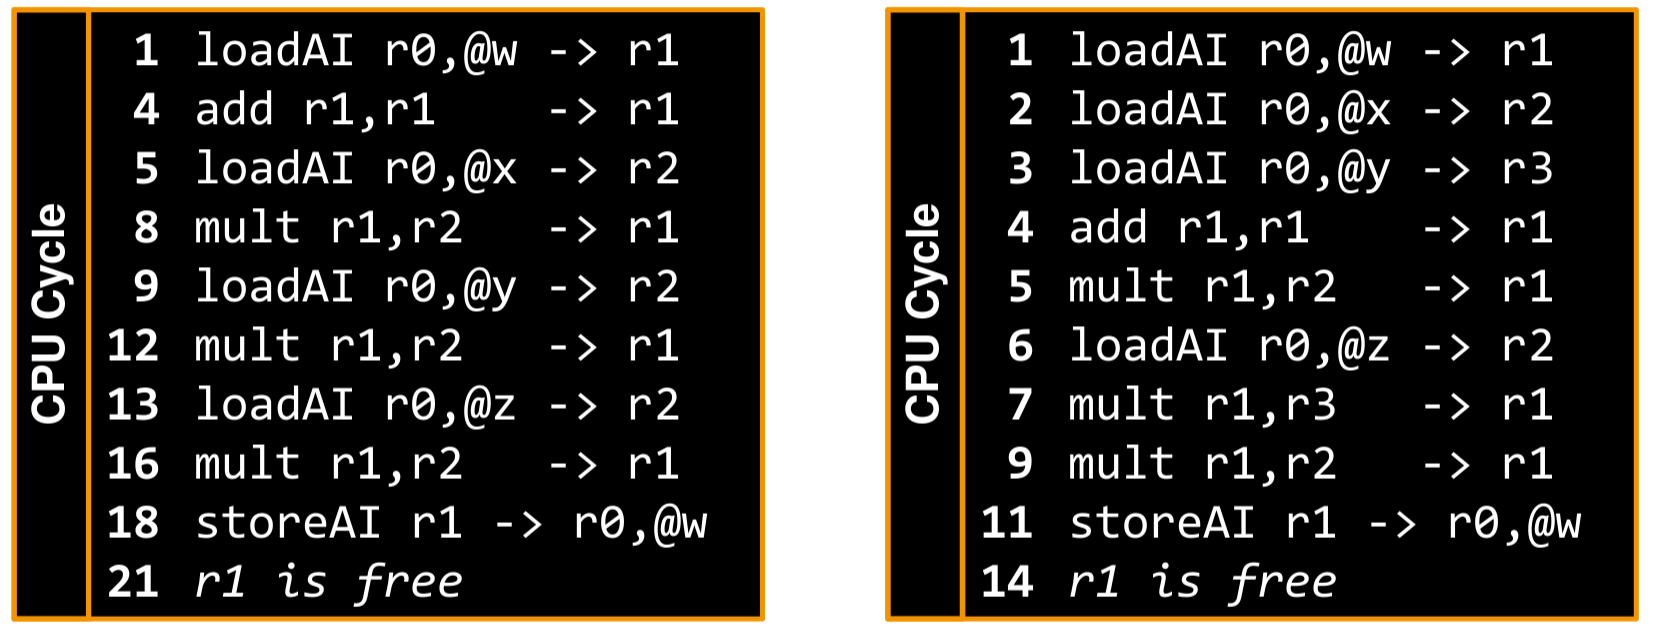 CPU Cycle
1 loadAI r0,@w -> r1
4 add r1,r1 -> r1
5 loadAI r0,@x -> r2
8 mult r1,r2 -> r1
9 loadAI r0,@y -> r2
12 mult r1,r2 -> r1
13 loadAI r0,@z -> r2
16 mult r1,r2 -> r1
18 storeAI r1 -> r0,@w
21 r1 is free
CPU Cycle
1 loadAI r0,@w -> r1
2 loadAI r0,@x -> r2
3 loadAI r0,@y -> r3
4 add r1,r1 -> r1
5 mult r1,r2 -> r1
6 loadAI r0,@z -> r2
7 mult r1,r3 -> r1
9 mult r1,r2 -> r1
11 storeAI r1 -> r0,@w
14 r1 is free